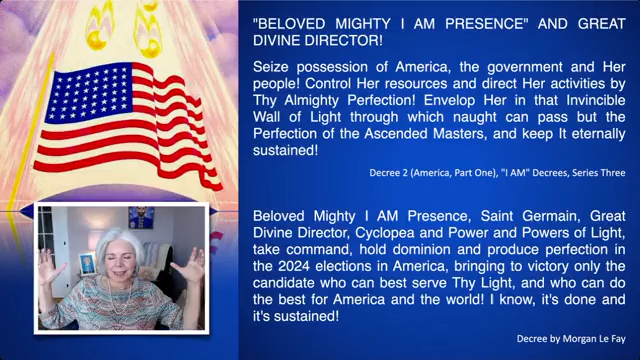 "BELOVED MIGHTY I AM PRESENCE" AND GREAT
DIVINE DIRECTOR!
Seize possession of America, the government and Her
people! Control Her resources and direct Her activities by
Thy Almighty Perfection! Envelop Her in that Invincible
Wall of Light through which naught can pass but the
Perfection of the Ascended Masters, and keep It eternally
sustained!
Decree 2 (America, Part One), "I AM" Decrees, Series Three
Beloved Mighty I AM Presence, Saint Germain, Great
Divine Director, Cyclopea and Power and Powers of Light,
take command, hold dominion and produce perfection in
the 2024 elections in America, bringing to victory only the
candidate who can best serve Thy Light, and who can do
the best for America and the world! I know, it's done and
it's sustained!
Decree by Morgan Le Fay